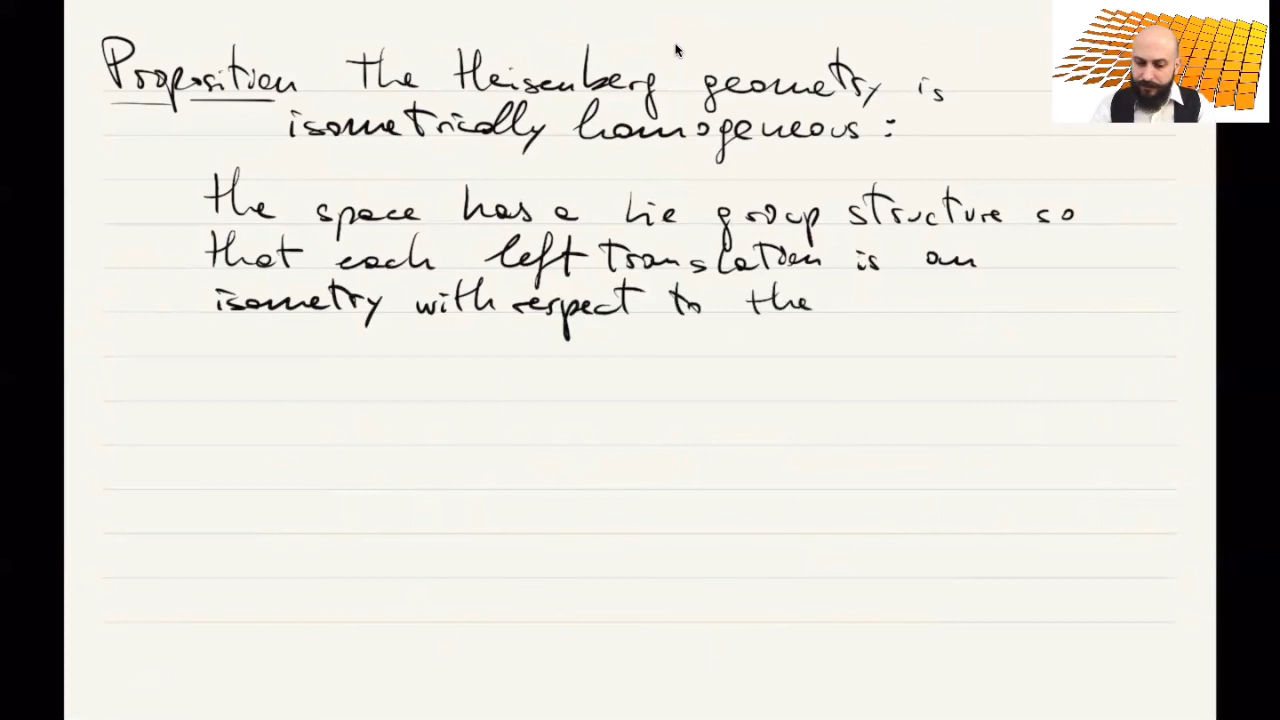 Proposition The Heisenberg geometry is
isometrically homogeneous:
the space has a Lie group structure so
that each left translation is an
isometry with respect to the